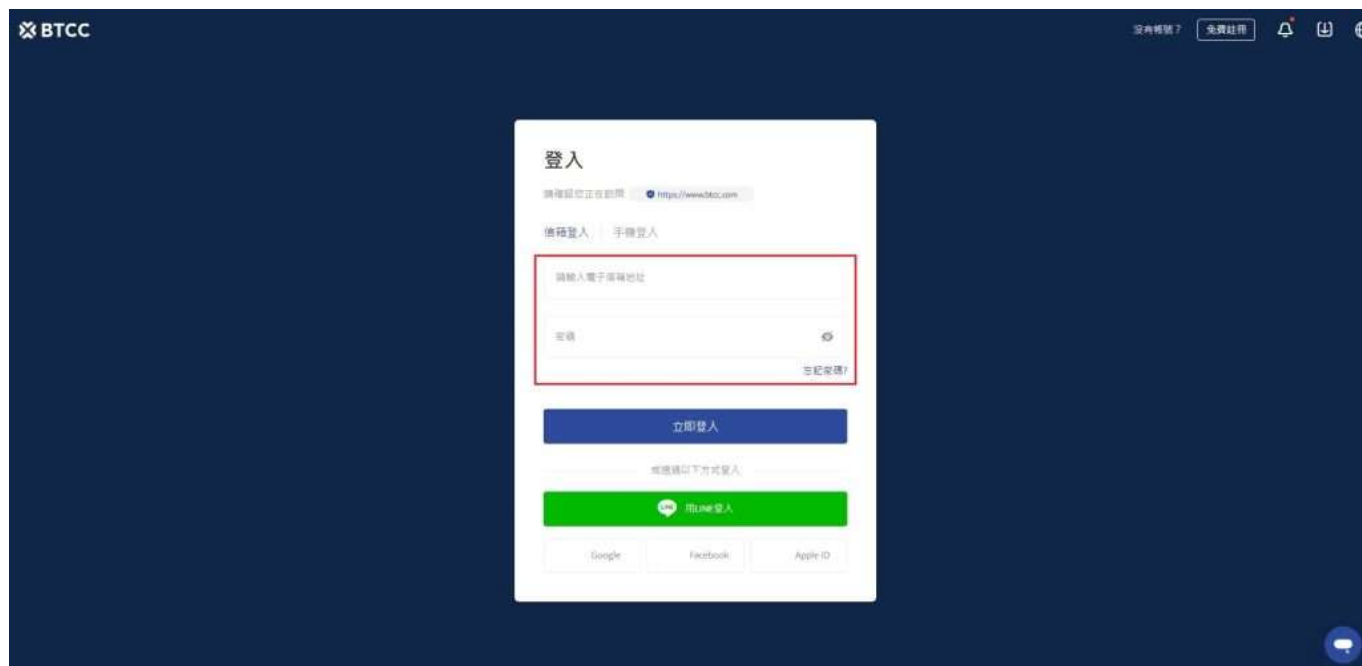 BTCC
沒有帳號？ 免費註冊
登入
請確認您正在訪問 https://www.btcc.com
信箱登入 手機登入
請輸入電子信箱地址
密碼
忘記密碼?
立即登入
或透過以下方式登入
LINE 用LINE登入
Google Facebook Apple ID